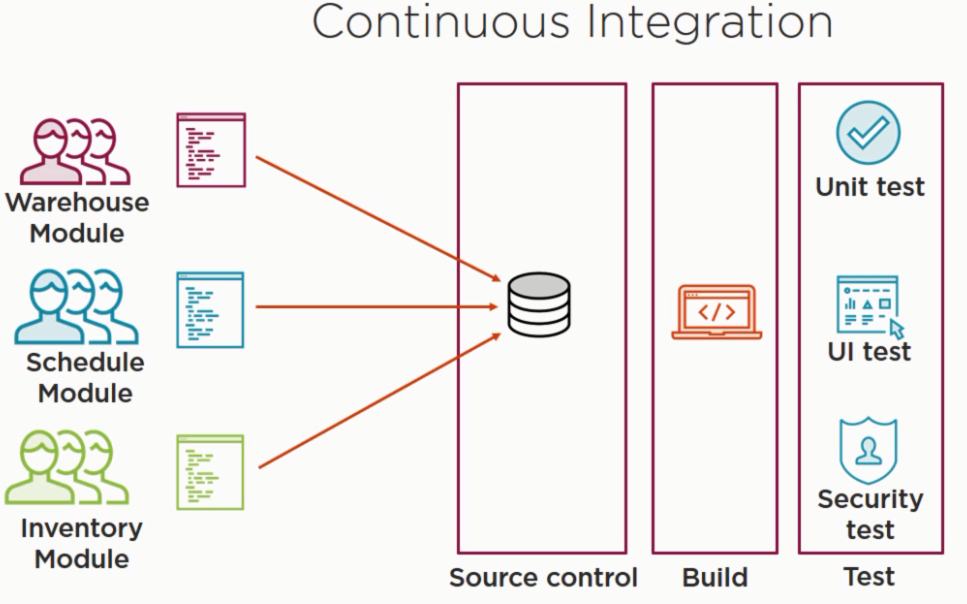 Continuous Integration
Warehouse
Module
Schedule
Module
Inventory
Module
</>
Unit test
UI test
Security
test
Source control
Build
Test